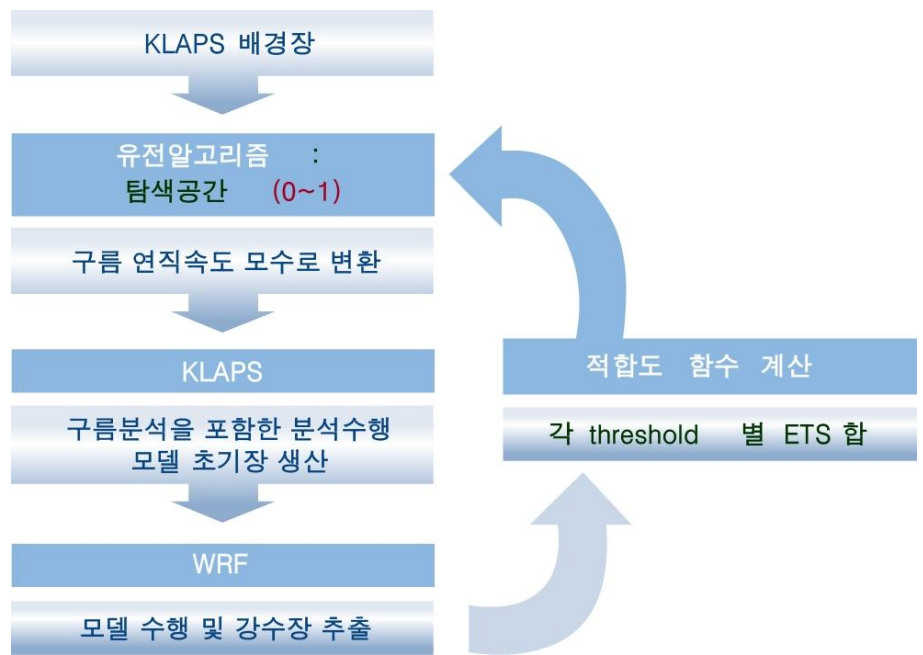 KLAPS 배경장
유전알고리즘 :
탐색공간 (0~1)
구름 연직속도 모수로 변환
KLAPS
구름분석을 포함한 분석수행
모델 초기장 생산
WRF
모델 수행 및 강수장 추출
적합도 함수 계산
각 threshold 별 ETS 합